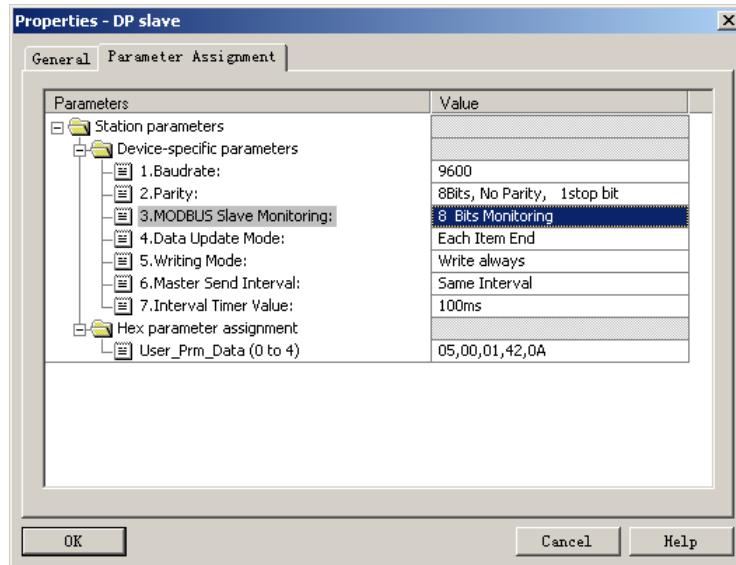 Properties - DP slave
General Parameter Assignment
Parameters Value
Station parameters
Device-specific parameters
1.Baudrate: 9600
2.Parity: 8Bits, No Parity, 1stop bit
3.MODBUS Slave Monitoring: 8 Bits Monitoring
4.Data Update Mode: Each Item End
5.Writing Mode: Write always
6.Master Send Interval: Same Interval
7.Interval Timer Value: 100ms
Hex parameter assignment
User_Prm_Data (0 to 4) 05,00,01,42,0A
OK Cancel Help